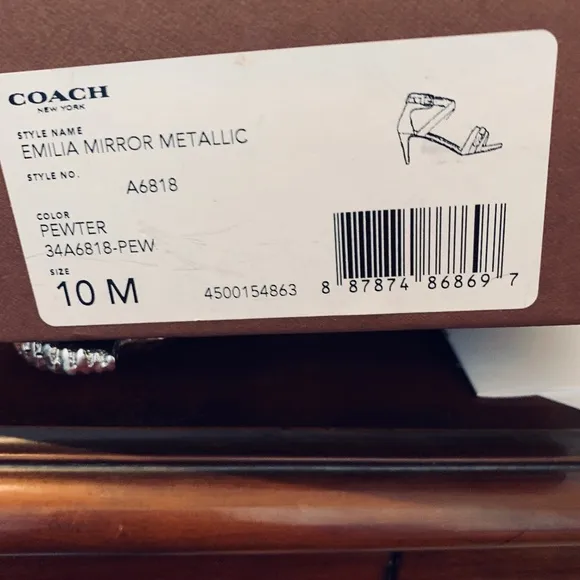 COACH
NEW YORK
STYLE NAME
EMILIA MIRROR METALLIC
STYLE NO.
A6818
COLOR
PEWTER
34A6818-PEW
SIZE
10 M
4500154863
8 87874 86869 7